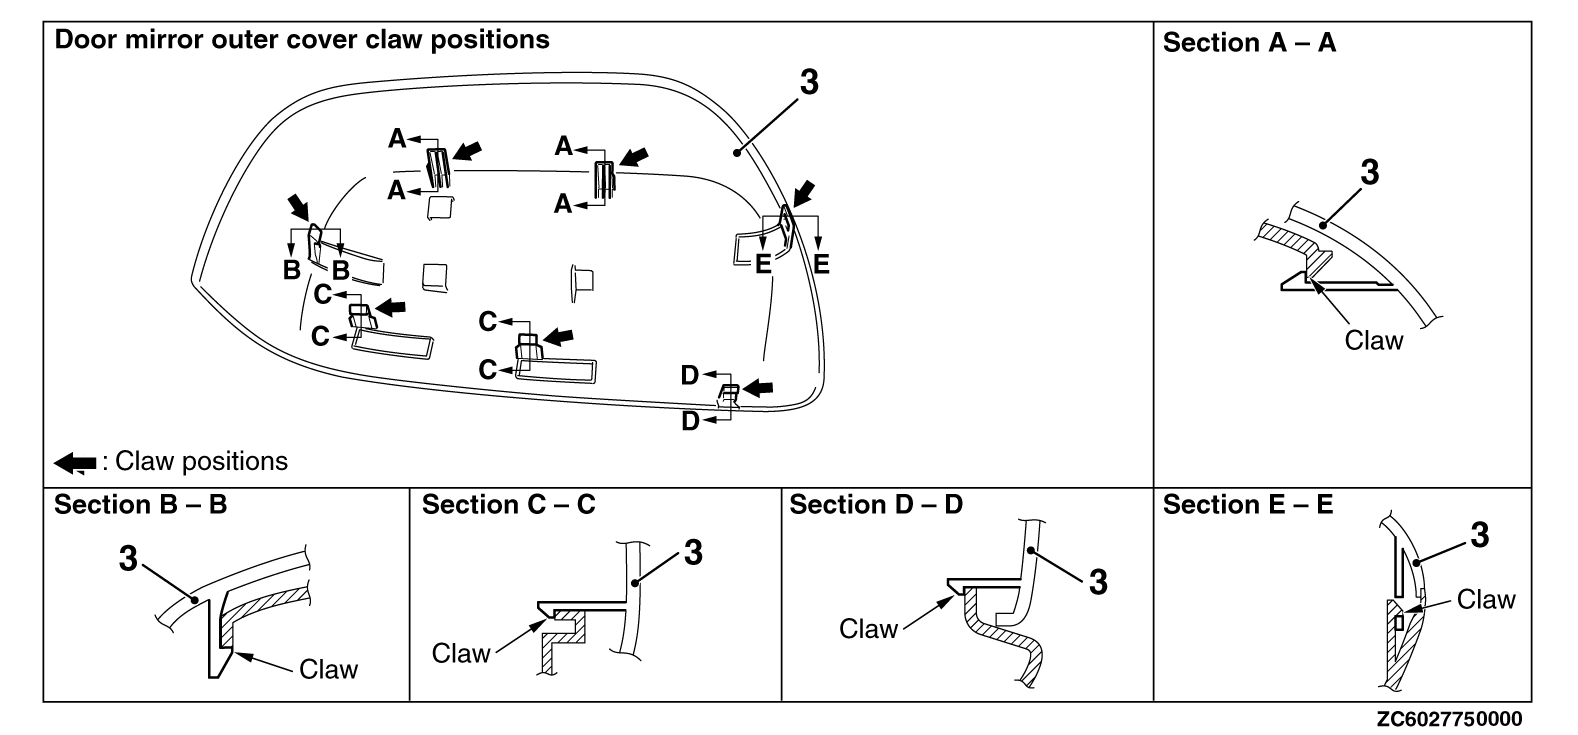 Door mirror outer cover claw positions
3
A
A
A
A
B
B
C
C
C
C
D
D
E
E
: Claw positions
Section A – A
3
Claw
Section B – B
3
Claw
Section C – C
3
Claw
Section D – D
3
Claw
Section E – E
3
Claw
ZC6027750000